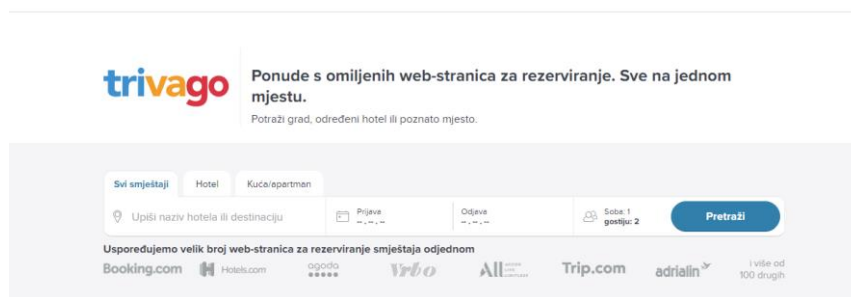 trivago
Ponude s omiljenih web-stranica za rezerviranje. Sve na jednom
mjestu.
Potraži grad, određeni hotel ili poznato mjesto.
Svi smještaji Hotel Kuća/apartman
Upiši naziv hotela ili destinaciju
Prijava
--.--.--
Odjava
--.--.--
Soba: 1
gostiju: 2
Pretraži
Uspoređujemo velik broj web-stranica za rezerviranje smještaja odjednom
Booking.com Hotels.com agoda Vrbo All Trip.com adrialin
i više od
100 drugih